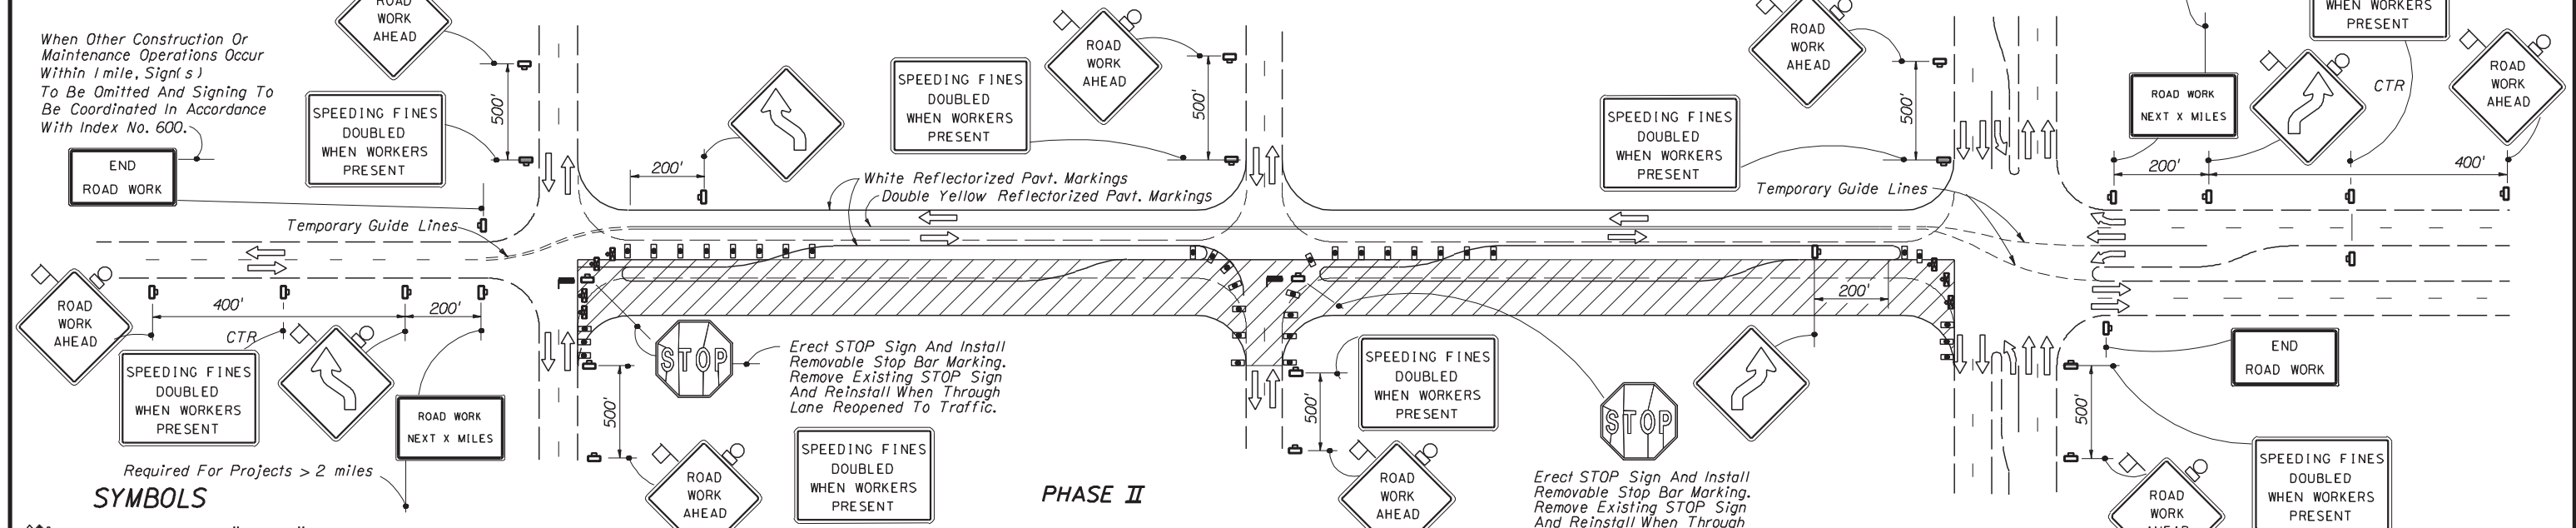 ROAD
WORK
AHEAD
When Other Construction Or
Maintenance Operations Occur
Within 1 mile, Sign(s)
To Be Omitted And Signing To
Be Coordinated In Accordance
With Index No. 600.
END
ROAD WORK
SPEEDING FINES
DOUBLED
WHEN WORKERS
PRESENT
500'
200'
SPEEDING FINES
DOUBLED
WHEN WORKERS
PRESENT
ROAD
WORK
AHEAD
500'
White Reflectorized Pavt. Markings
Double Yellow Reflectorized Pavt. Markings
SPEEDING FINES
DOUBLED
WHEN WORKERS
PRESENT
ROAD
WORK
AHEAD
500'
Temporary Guide Lines
WHEN WORKERS
PRESENT
ROAD WORK
NEXT X MILES
CTR
ROAD
WORK
AHEAD
200'
400'
Temporary Guide Lines
ROAD
WORK
AHEAD
400'
200'
CTR
SPEEDING FINES
DOUBLED
WHEN WORKERS
PRESENT
ROAD WORK
NEXT X MILES
Required For Projects > 2 miles
SYMBOLS
STOP
Erect STOP Sign And Install
Removable Stop Bar Marking.
Remove Existing STOP Sign
And Reinstall When Through
Lane Reopened To Traffic.
500'
ROAD
WORK
AHEAD
SPEEDING FINES
DOUBLED
WHEN WORKERS
PRESENT
PHASE II
500'
SPEEDING FINES
DOUBLED
WHEN WORKERS
PRESENT
ROAD
WORK
AHEAD
STOP
Erect STOP Sign And Install
Removable Stop Bar Marking.
Remove Existing STOP Sign
And Reinstall When Through
200'
END
ROAD WORK
500'
ROAD
WORK
SPEEDING FINES
DOUBLED
WHEN WORKERS
PRESENT